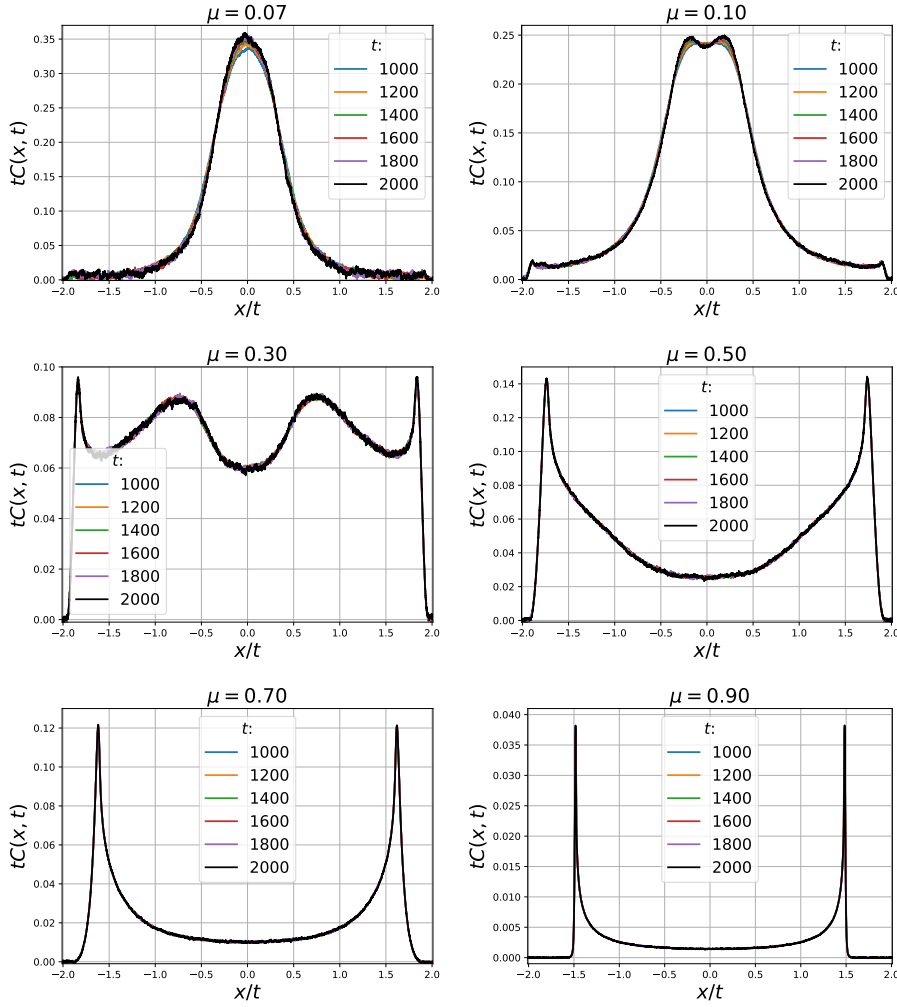 μ = 0.07
0.35
0.30
0.25
0.20
0.15
0.10
0.05
0.00
tC(x, t)
t:
1000
1200
1400
1600
1800
2000
−2.0 −1.5 −1.0 −0.5 0.0 0.5 1.0 1.5 2.0
x/t
μ = 0.10
0.25
0.20
0.15
0.10
0.05
0.00
tC(x, t)
t:
1000
1200
1400
1600
1800
2000
−2.0 −1.5 −1.0 −0.5 0.0 0.5 1.0 1.5 2.0
x/t
μ = 0.30
0.10
0.08
0.06
0.04
0.02
0.00
tC(x, t)
t:
1000
1200
1400
1600
1800
2000
−2.0 −1.5 −1.0 −0.5 0.0 0.5 1.0 1.5 2.0
x/t
μ = 0.50
0.14
0.12
0.10
0.08
0.06
0.04
0.02
0.00
tC(x, t)
t:
1000
1200
1400
1600
1800
2000
−2.0 −1.5 −1.0 −0.5 0.0 0.5 1.0 1.5 2.0
x/t
μ = 0.70
0.12
0.10
0.08
0.06
0.04
0.02
0.00
tC(x, t)
t:
1000
1200
1400
1600
1800
2000
−2.0 −1.5 −1.0 −0.5 0.0 0.5 1.0 1.5 2.0
x/t
μ = 0.90
0.040
0.035
0.030
0.025
0.020
0.015
0.010
0.005
0.000
tC(x, t)
t:
1000
1200
1400
1600
1800
2000
−2.0 −1.5 −1.0 −0.5 0.0 0.5 1.0 1.5 2.0
x/t